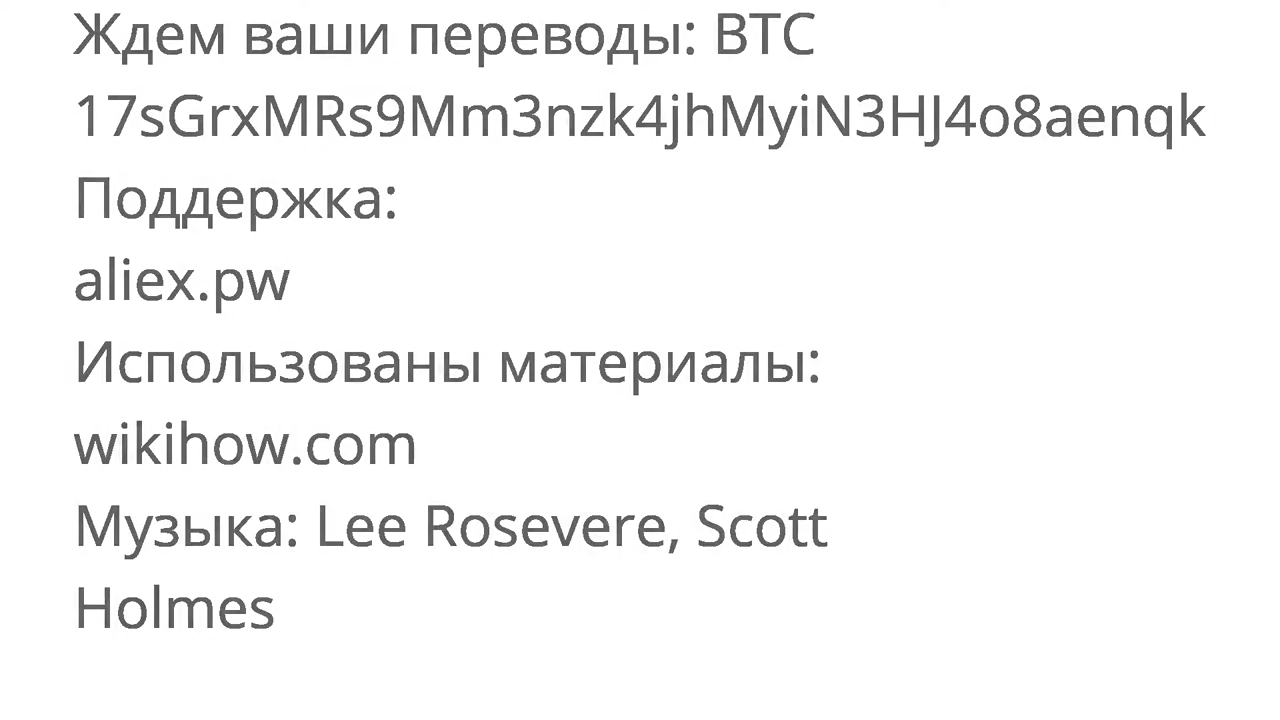 Ждем ваши переводы: BTC
17sGrxMRs9Mm3nzk4jhMyiN3HJ4o8aenqk
Поддержка:
aliex.pw
Использованы материалы:
wikihow.com
Музыка: Lee Rosevere, Scott
Holmes